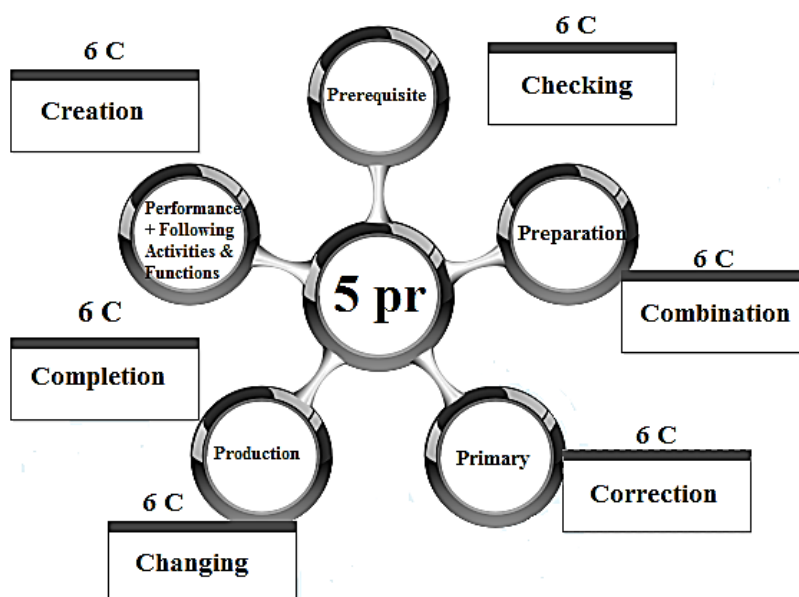 6 C
Creation
6 C
Checking
Prerequisite
Performance
+ Following
Activities &
Functions
Preparation
5 pr
6 C
Combination
6 C
Completion
Production
Primary
6 C
Correction
6 C
Changing